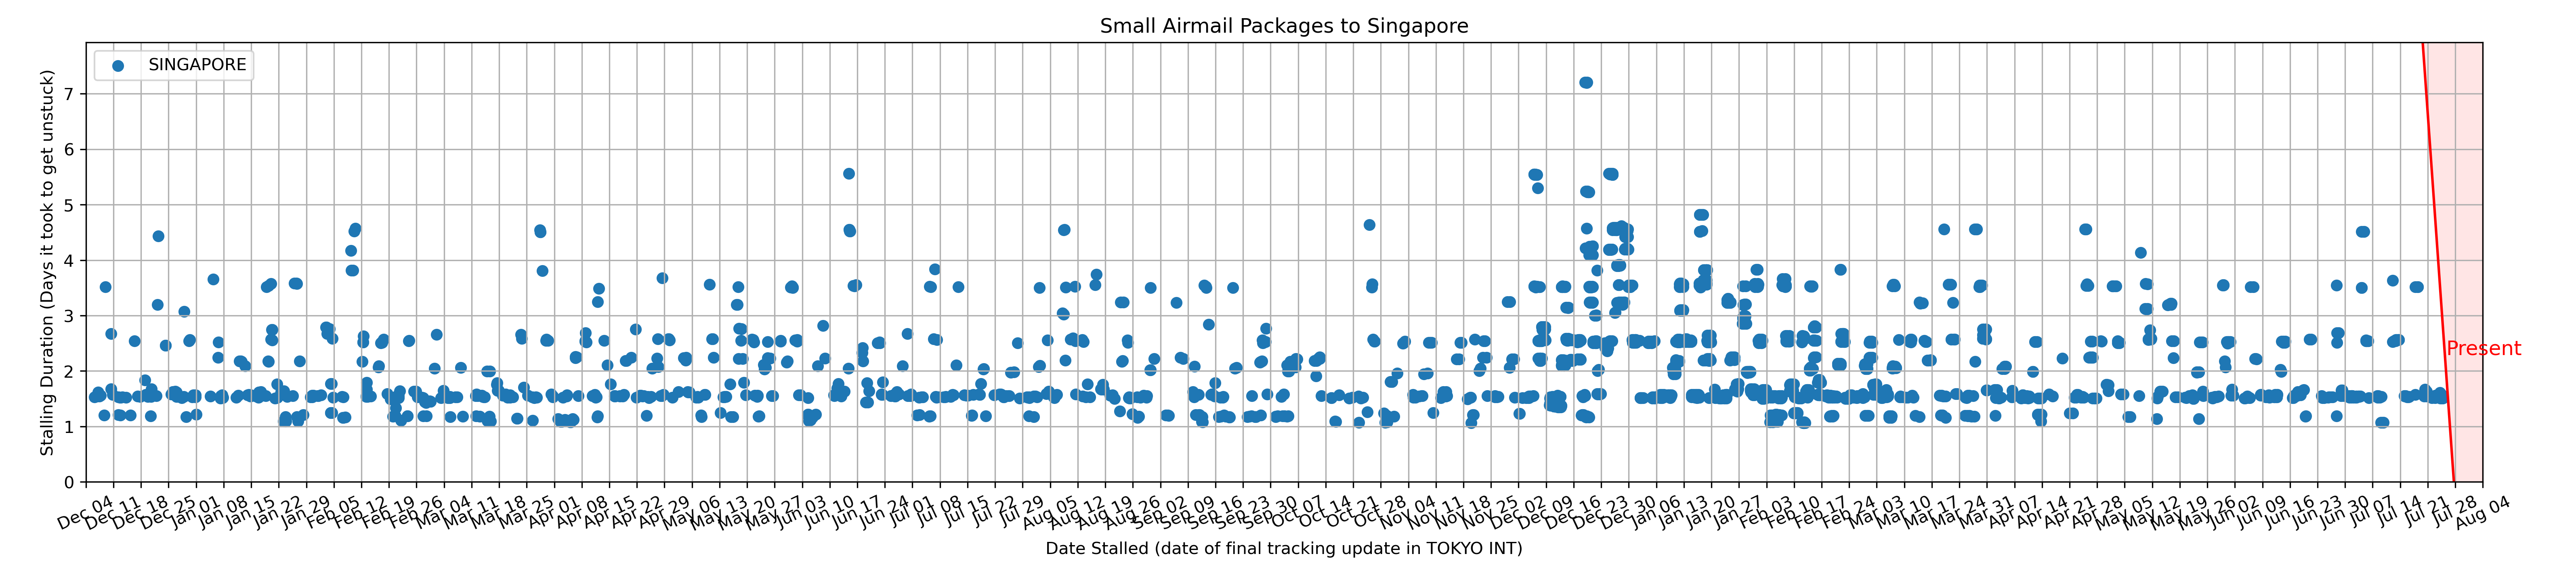 Small Airmail Packages to Singapore
SINGAPORE
Stalling Duration (Days it took to get unstuck)
7
6
5
4
3
2
1
0
Present
Dec 04 Dec 11 Dec 18 Dec 25 Jan 01 Jan 08 Jan 15 Jan 22 Jan 29 Feb 05 Feb 12 Feb 19 Feb 26 Mar 04 Mar 11 Mar 18 Mar 25 Apr 01 Apr 08 Apr 15 Apr 22 Apr 29 May 06 May 13 May 20 May 27 Jun 03 Jun 10 Jun 17 Jun 24 Jul 01 Jul 08 Jul 15 Jul 22 Jul 29 Aug 05 Aug 12 Aug 19 Aug 26 Sep 02 Sep 09 Sep 16 Sep 23 Sep 30 Oct 07 Oct 14 Oct 21 Oct 28 Nov 04 Nov 11 Nov 18 Nov 25 Dec 02 Dec 09 Dec 16 Dec 23 Dec 30 Jan 06 Jan 13 Jan 20 Jan 27 Feb 03 Feb 10 Feb 17 Feb 24 Mar 03 Mar 10 Mar 17 Mar 24 Mar 31 Apr 07 Apr 14 Apr 21 Apr 28 May 05 May 12 May 19 May 26 Jun 02 Jun 09 Jun 16 Jun 23 Jun 30 Jul 07 Jul 14 Jul 21 Jul 28 Aug 04
Date Stalled (date of final tracking update in TOKYO INT)